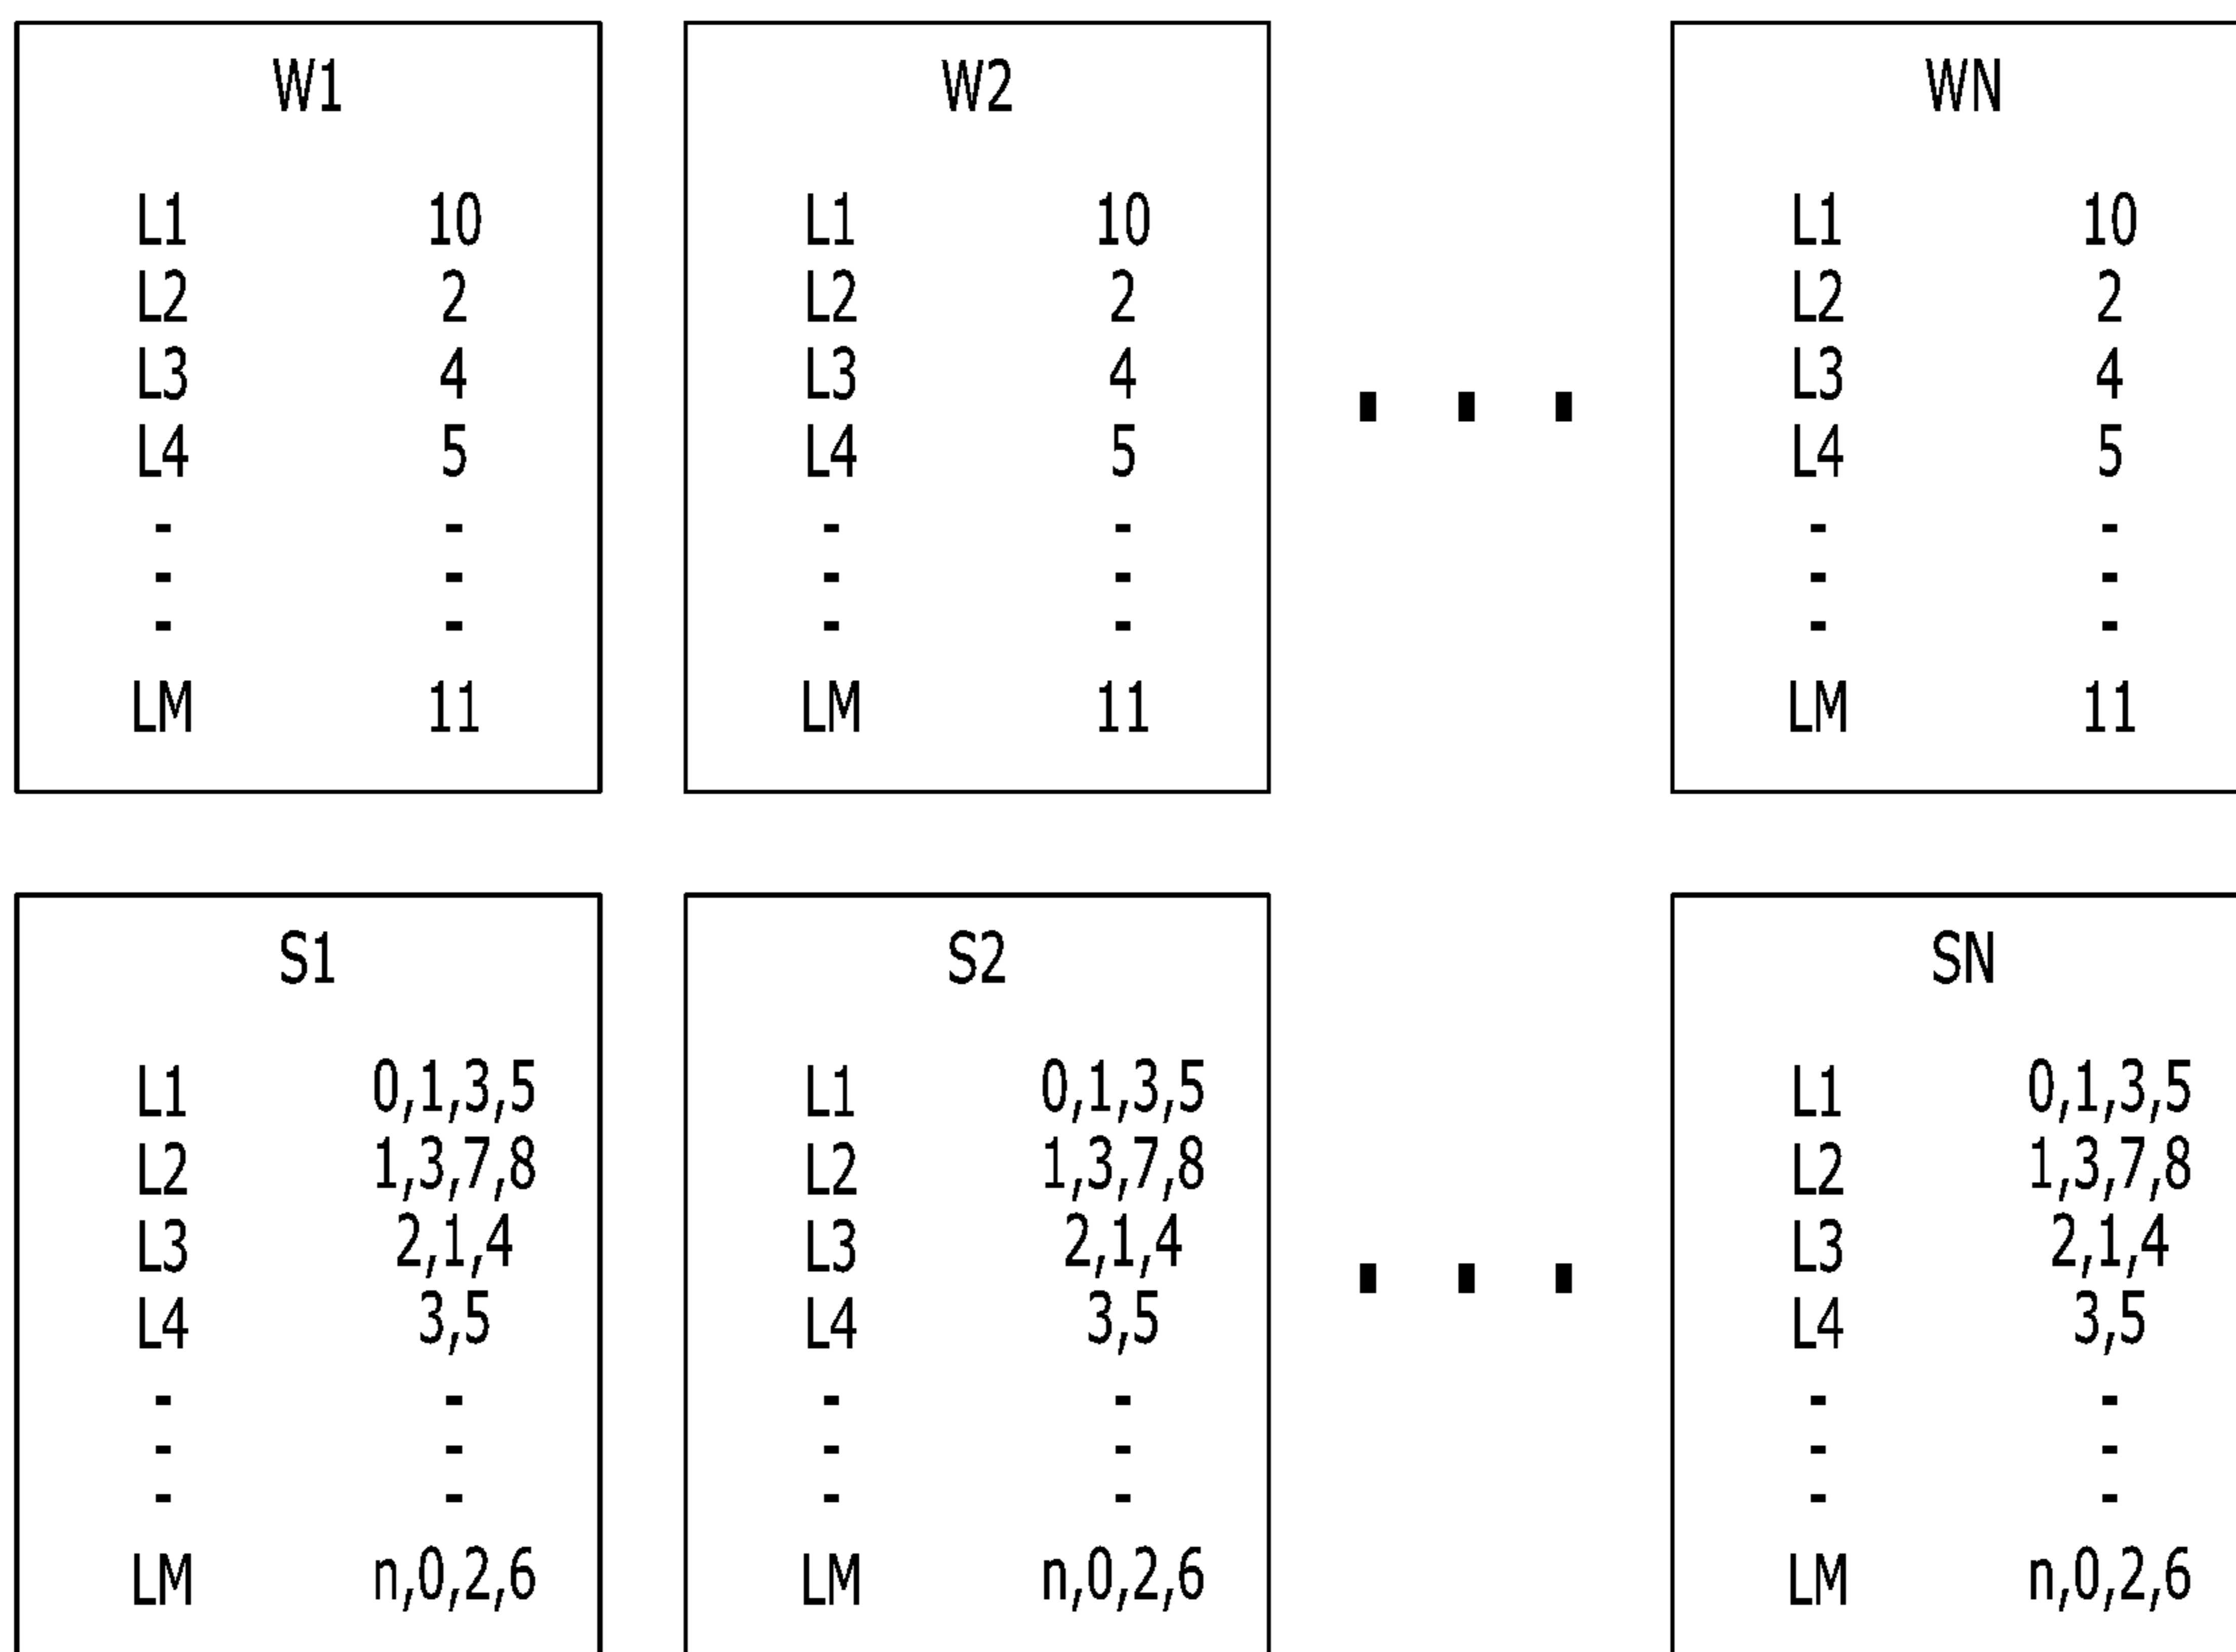 W1
L1 10
L2 2
L3 4
L4 5
- -
- -
- -
LM 11
W2
L1 10
L2 2
L3 4
L4 5
- -
- -
- -
LM 11
. . .
WN
L1 10
L2 2
L3 4
L4 5
- -
- -
- -
LM 11
S1
L1 0,1,3,5
L2 1,3,7,8
L3 2,1,4
L4 3,5
- -
- -
- -
LM n,0,2,6
S2
L1 0,1,3,5
L2 1,3,7,8
L3 2,1,4
L4 3,5
- -
- -
- -
LM n,0,2,6
. . .
SN
L1 0,1,3,5
L2 1,3,7,8
L3 2,1,4
L4 3,5
- -
- -
- -
LM n,0,2,6